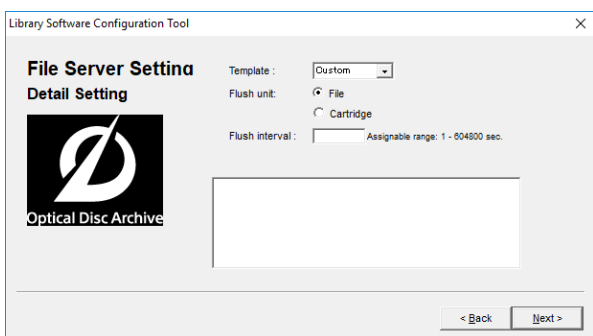 Library Software Configuration Tool
File Server Setting
Detail Setting
Template :
Custom
Flush unit:
File
Cartridge
Flush interval :
Assignable range: 1 - 604800 sec.
Optical Disc Archive
< Back
Next >